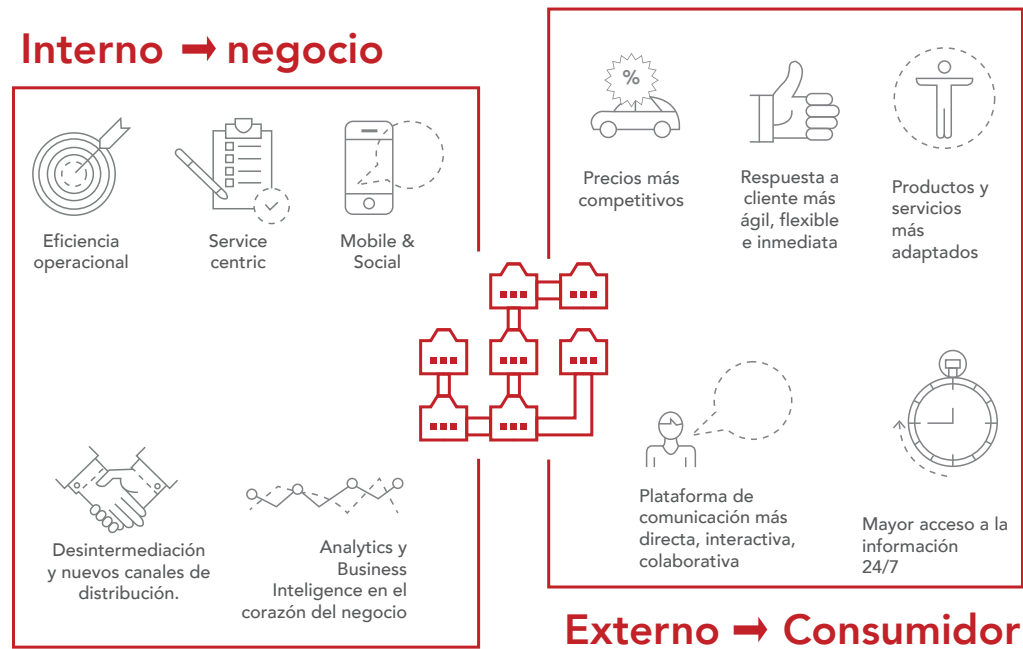 Interno → negocio
Eficiencia
operacional
Service
centric
Mobile &
Social
Desintermediación
y nuevos canales de
distribución.
Analytics y
Business
Inteligence en el
corazón del negocio
%
Precios más
competitivos
Respuesta a
cliente más
ágil, flexible
e inmediata
Productos y
servicios
más
adaptados
Plataforma de
comunicación más
directa, interactiva,
colaborativa
Mayor acceso a la
información
24/7
Externo → Consumidor